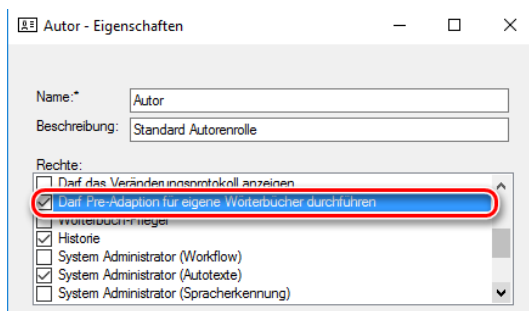 Autor - Eigenschaften
Name:*
Autor
Beschreibung:
Standard Autorenrolle
Rechte:
Darf das Veränderungsprotokoll anzeigen
Darf Pre-Adaption für eigene Wörterbücher durchführen
Wörterbuch-Pfleger
Historie
System Administrator (Workflow)
System Administrator (Autotexte)
System Administrator (Spracherkennung)